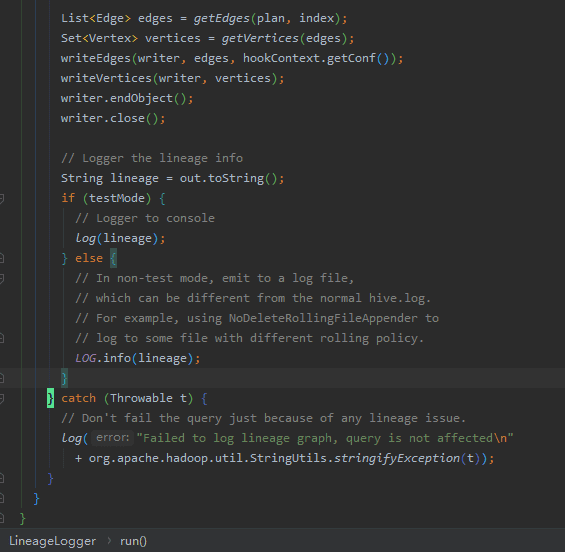 List<Edge> edges = getEdges(plan, index);
Set<Vertex> vertices = getVertices(edges);
writeEdges(writer, edges, hookContext.getConf());
writeVertices(writer, vertices);
writer.endObject();
writer.close();
// Logger the lineage info
String lineage = out.toString();
if (testMode) {
// Logger to console
log(lineage);
} else {
// In non-test mode, emit to a log file,
// which can be different from the normal hive.log.
// For example, using NoDeleteRollingFileAppender to
// log to some file with different rolling policy.
LOG.info(lineage);
}
} catch (Throwable t) {
// Don't fail the query just because of any lineage issue.
log( error: "Failed to log lineage graph, query is not affected\n"
+ org.apache.hadoop.util.StringUtils.stringifyException(t));
}
}
}
LineageLogger › run()